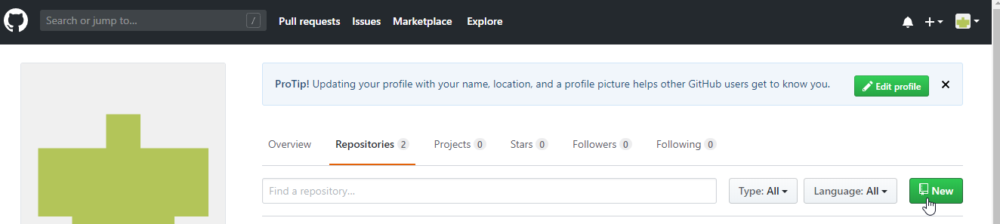 Search or jump to... /
Pull requests Issues Marketplace Explore
ProTip! Updating your profile with your name, location, and a profile picture helps other GitHub users get to know you.
Edit profile
Overview Repositories 2 Projects 0 Stars 0 Followers 0 Following 0
Find a repository... Type: All Language: All New